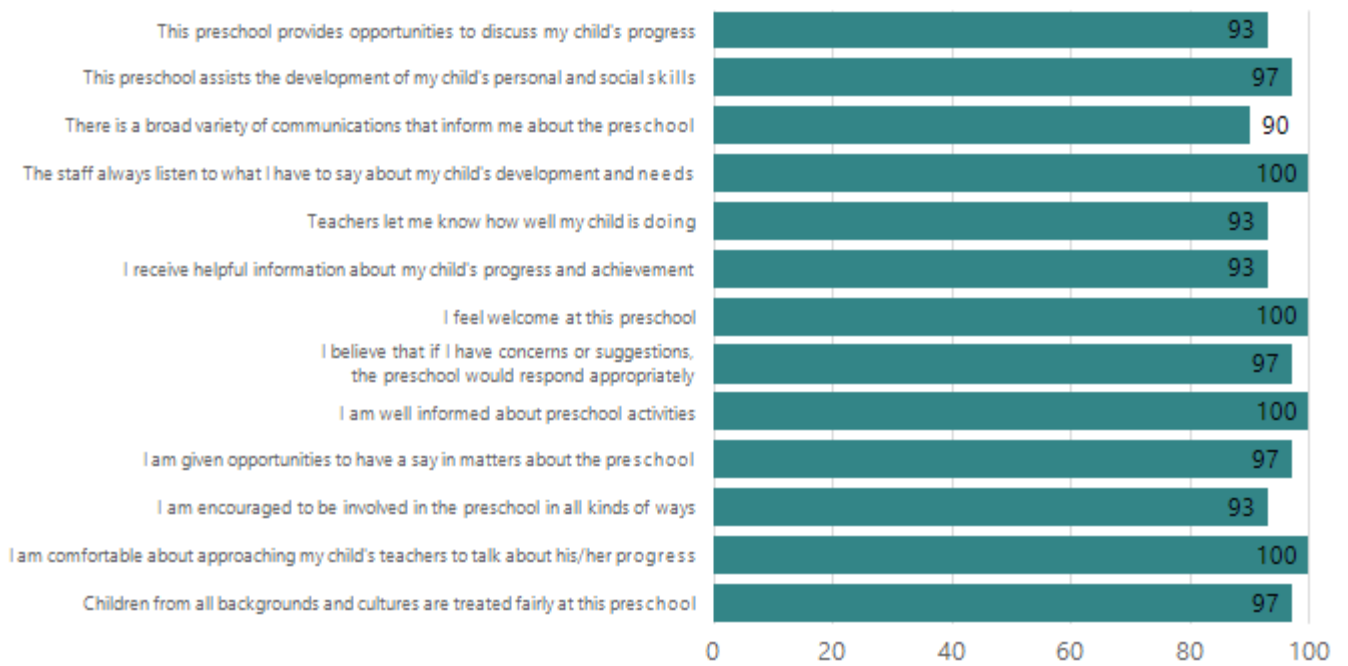 This preschool provides opportunities to discuss my child's progress 93
This preschool assists the development of my child's personal and social skills 97
There is a broad variety of communications that inform me about the preschool 90
The staff always listen to what I have to say about my child's development and needs 100
Teachers let me know how well my child is doing 93
I receive helpful information about my child's progress and achievement 93
I feel welcome at this preschool 100
I believe that if I have concerns or suggestions,
the preschool would respond appropriately 97
I am well informed about preschool activities 100
I am given opportunities to have a say in matters about the preschool 97
I am encouraged to be involved in the preschool in all kinds of ways 93
I am comfortable about approaching my child's teachers to talk about his/her progress 100
Children from all backgrounds and cultures are treated fairly at this preschool 97
0 20 40 60 80 100